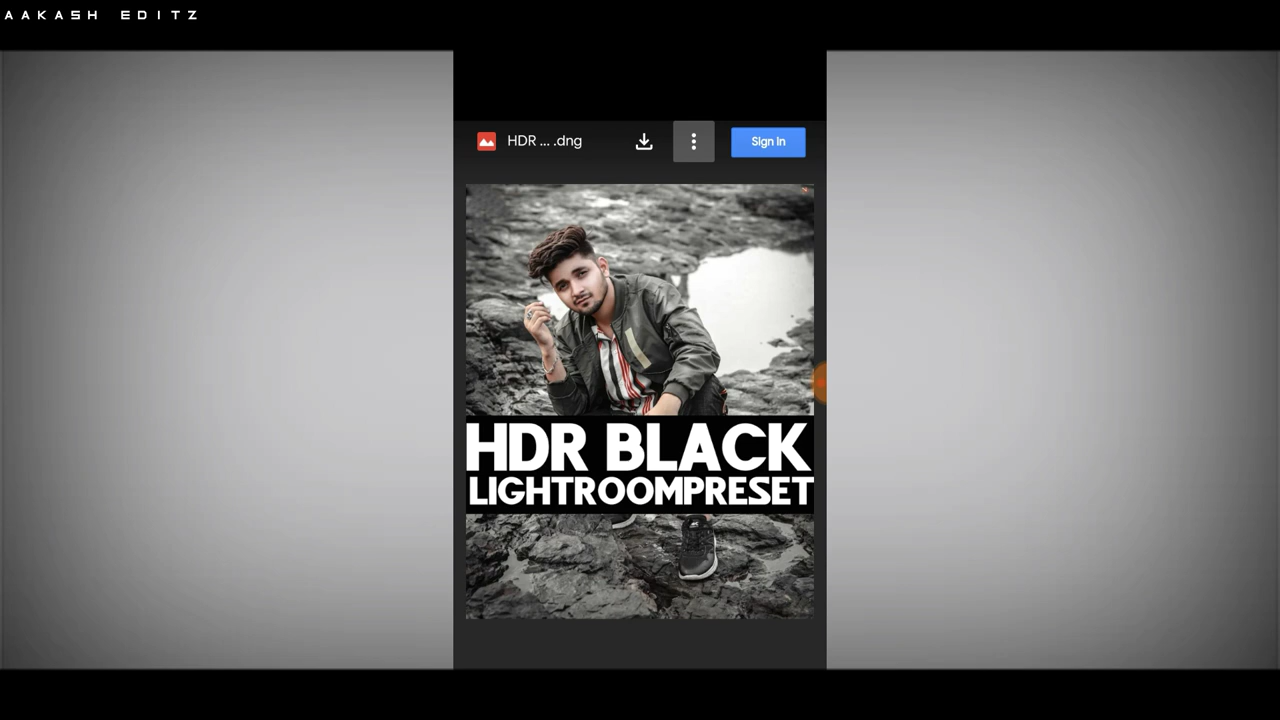 AAKASH EDITZ
HDR ... .dng
Sign in
HDR BLACK
LIGHTROOMPRESET